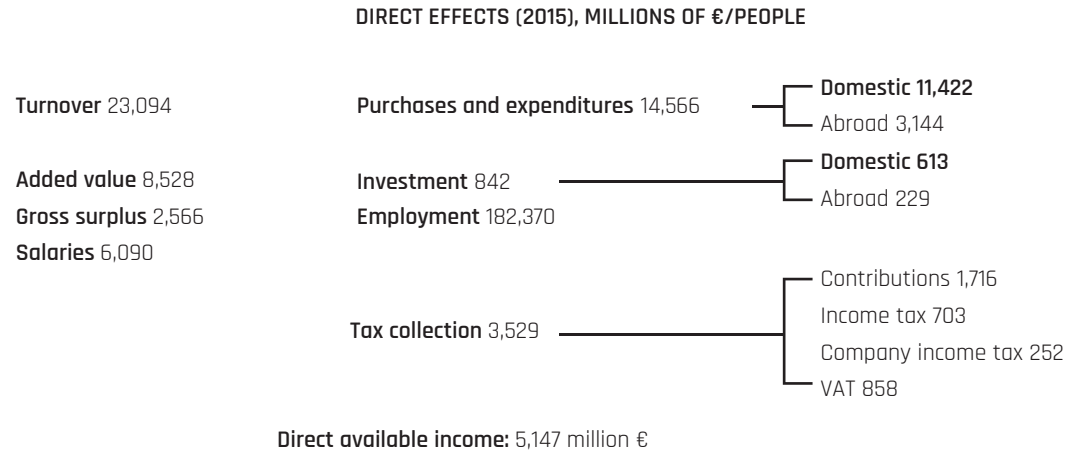 DIRECT EFFECTS (2015), MILLIONS OF €/PEOPLE
Turnover 23,094
Added value 8,528
Gross surplus 2,566
Salaries 6,090
Purchases and expenditures 14,566
Domestic 11,422
Abroad 3,144
Investment 842
Domestic 613
Abroad 229
Employment 182,370
Tax collection 3,529
Contributions 1,716
Income tax 703
Company income tax 252
VAT 858
Direct available income: 5,147 million €